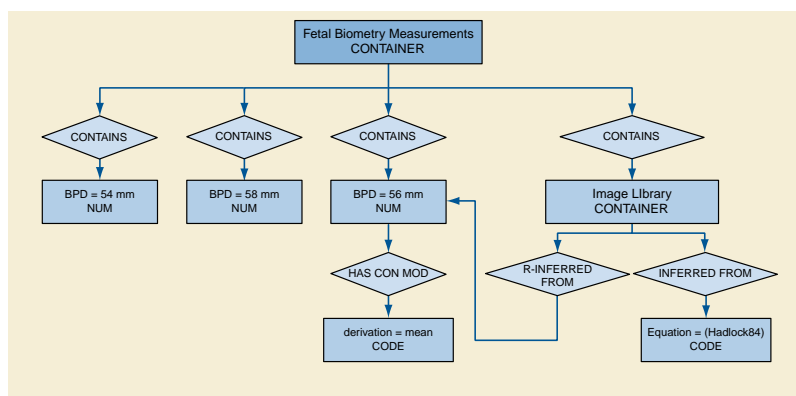 Fetal Biometry Measurements
CONTAINER
CONTAINS
CONTAINS
CONTAINS
CONTAINS
BPD = 54 mm
NUM
BPD = 58 mm
NUM
BPD = 56 mm
NUM
Image LIbrary
CONTAINER
HAS CON MOD
R-INFERRED
FROM
INFERRED FROM
derivation = mean
CODE
Equation = (Hadlock84)
CODE